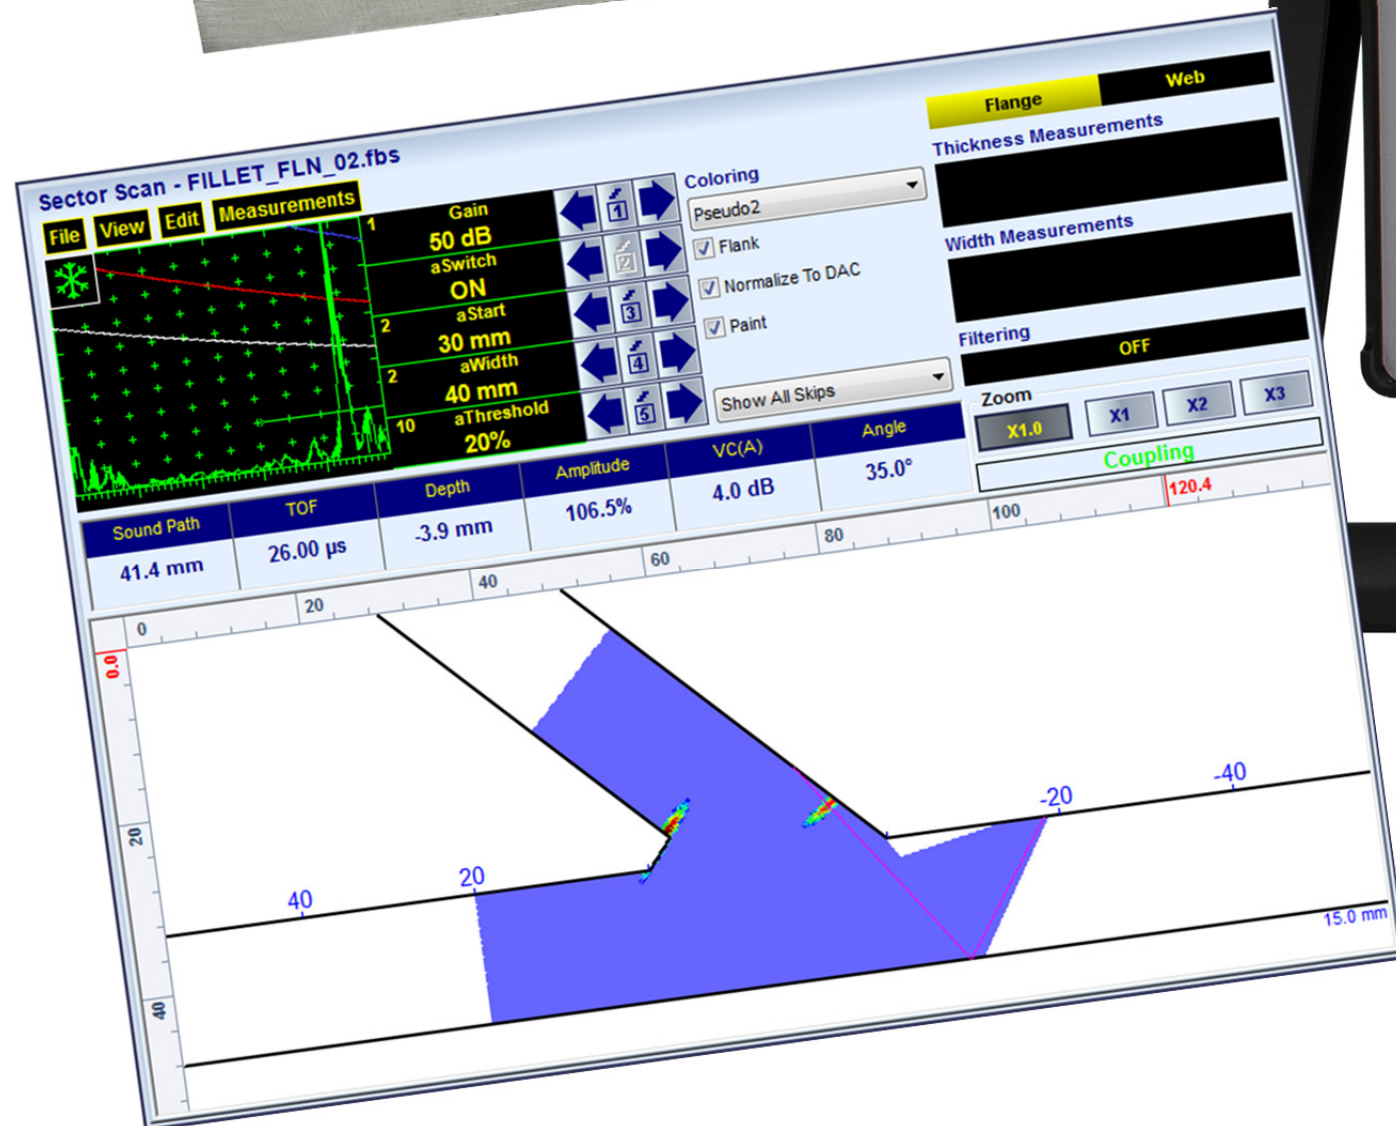 Sector Scan - FILLET_FLN_02.fbs
File View Edit Measurements
1
Gain
50 dB
aSwitch
ON
2
aStart
30 mm
2
aWidth
40 mm
10
aThreshold
20%
1
2
3
4
5
Coloring
Pseudo2
Flank
Normalize To DAC
Paint
Show All Skips
Flange Web
Thickness Measurements
Width Measurements
Filtering
OFF
Zoom
X1.0 X1 X2 X3
Coupling
Sound Path TOF Depth Amplitude VC(A) Angle
41.4 mm 26.00 µs -3.9 mm 106.5% 4.0 dB 35.0°
0 20 40 60 80 100 120.4
0.0
20
40
40 20 -20 -40
15.0 mm